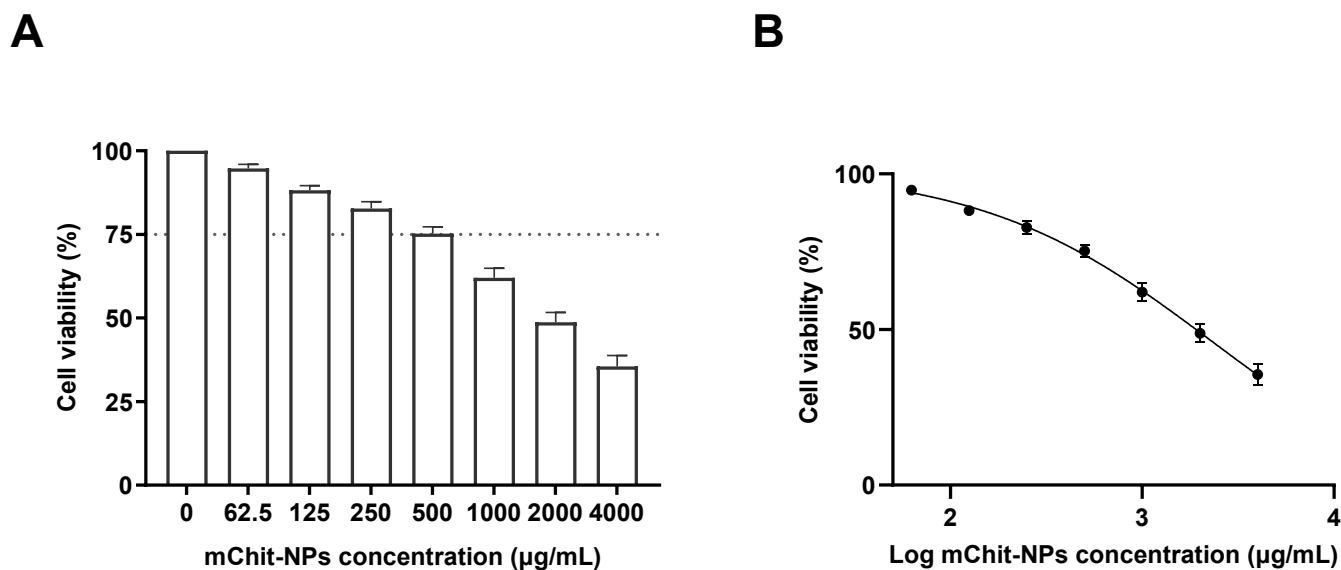 A
B
100
75
50
25
0
Cell viability (%)
0 62.5 125 250 500 1000 2000 4000
mChit-NPs concentration (µg/mL)
100
50
0
Cell viability (%)
2 3 4
Log mChit-NPs concentration (µg/mL)